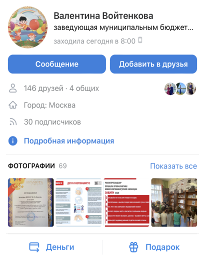 Валентина Войтенкова
заведующая муниципальным бюджет...
заходила сегодня в 8:00
Сообщение
Добавить в друзья
146 друзей · 4 общих
Город: Москва
30 подписчиков
Подробная информация
ФОТОГРАФИИ 69
Показать все
Деньги
Подарок